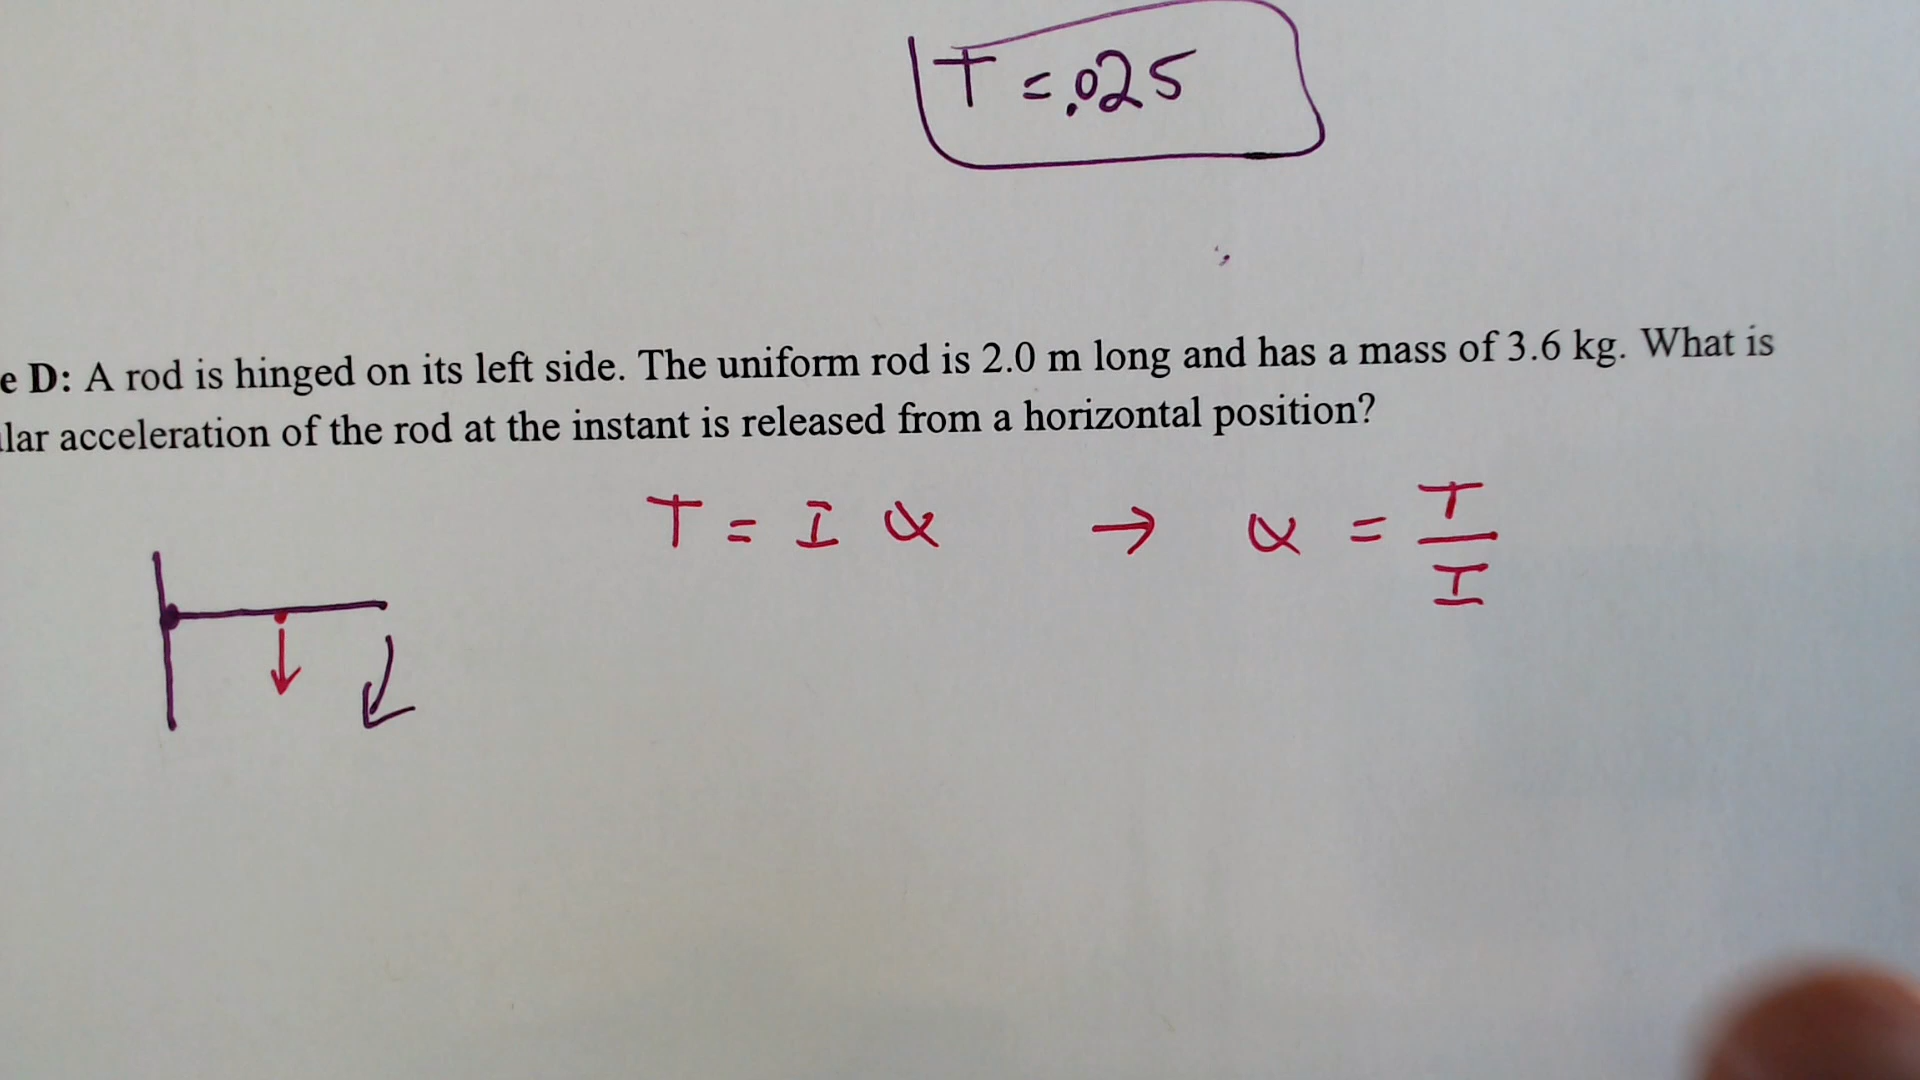 T = .025
e D: A rod is hinged on its left side. The uniform rod is 2.0 m long and has a mass of 3.6 kg. What is
lar acceleration of the rod at the instant is released from a horizontal position?
T = I α → α = T/I